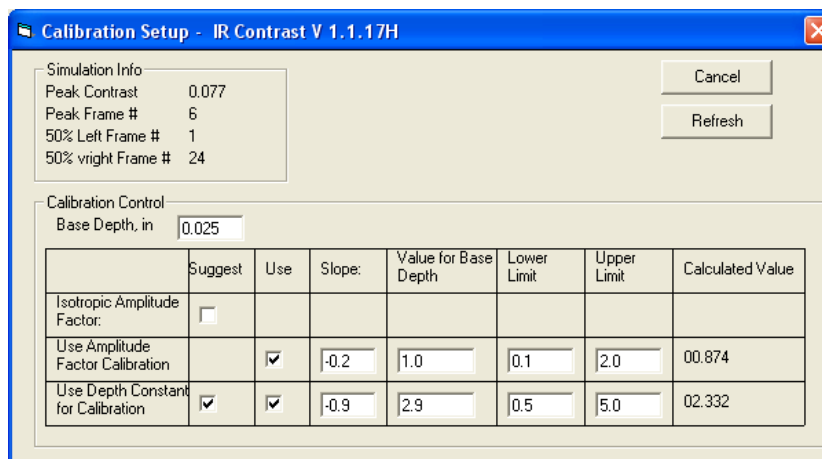 Calibration Setup - IR Contrast V 1.1.17H
Simulation Info
Peak Contrast 0.077
Peak Frame # 6
50% Left Frame # 1
50% vright Frame # 24
Cancel
Refresh
Calibration Control
Base Depth, in 0.025
Suggest Use Slope: Value for Base Depth Lower Limit Upper Limit Calculated Value
Isotropic Amplitude
Factor:
Use Amplitude
Factor Calibration -0.2 1.0 0.1 2.0 00.874
Use Depth Constant
for Calibration -0.9 2.9 0.5 5.0 02.332